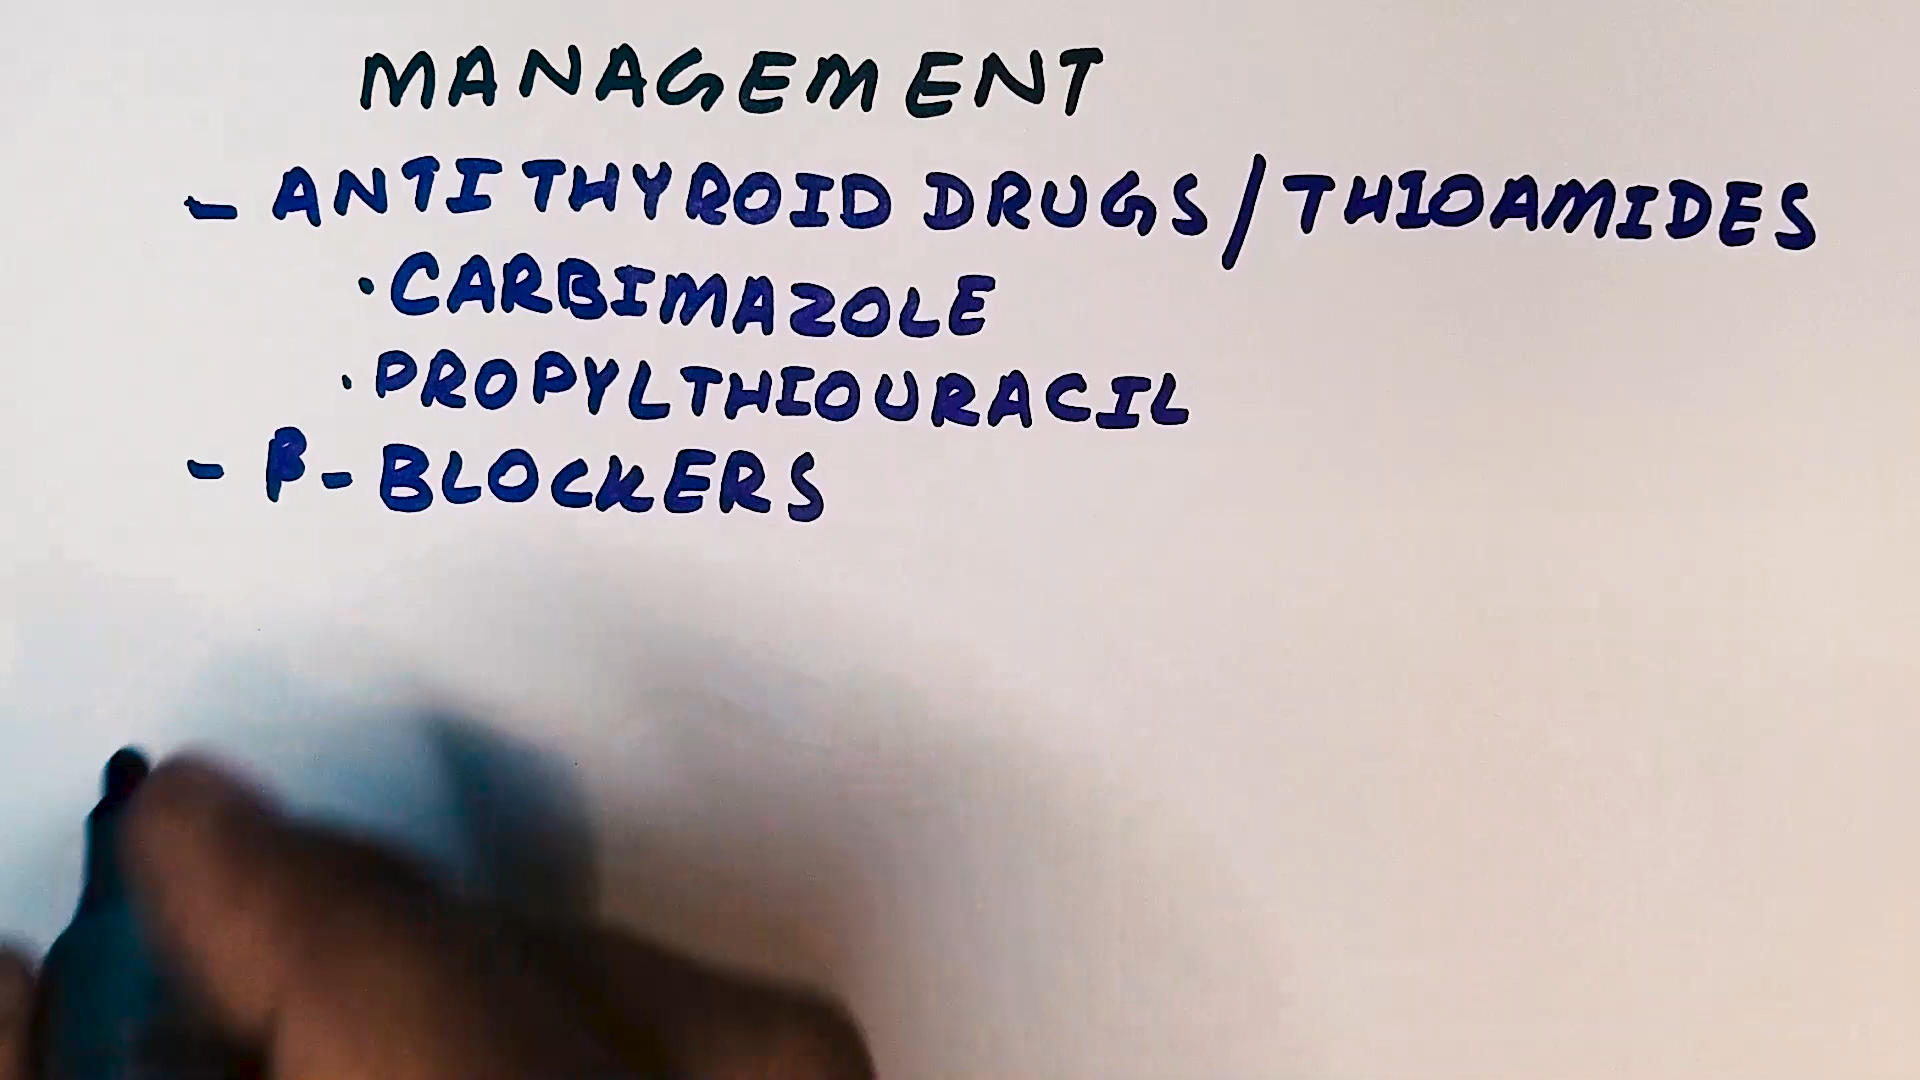 MANAGEMENT
- ANTITHYROID DRUGS/THIOAMIDES
• CARBIMAZOLE
• PROPYLTHIOURACIL
- β-BLOCKERS